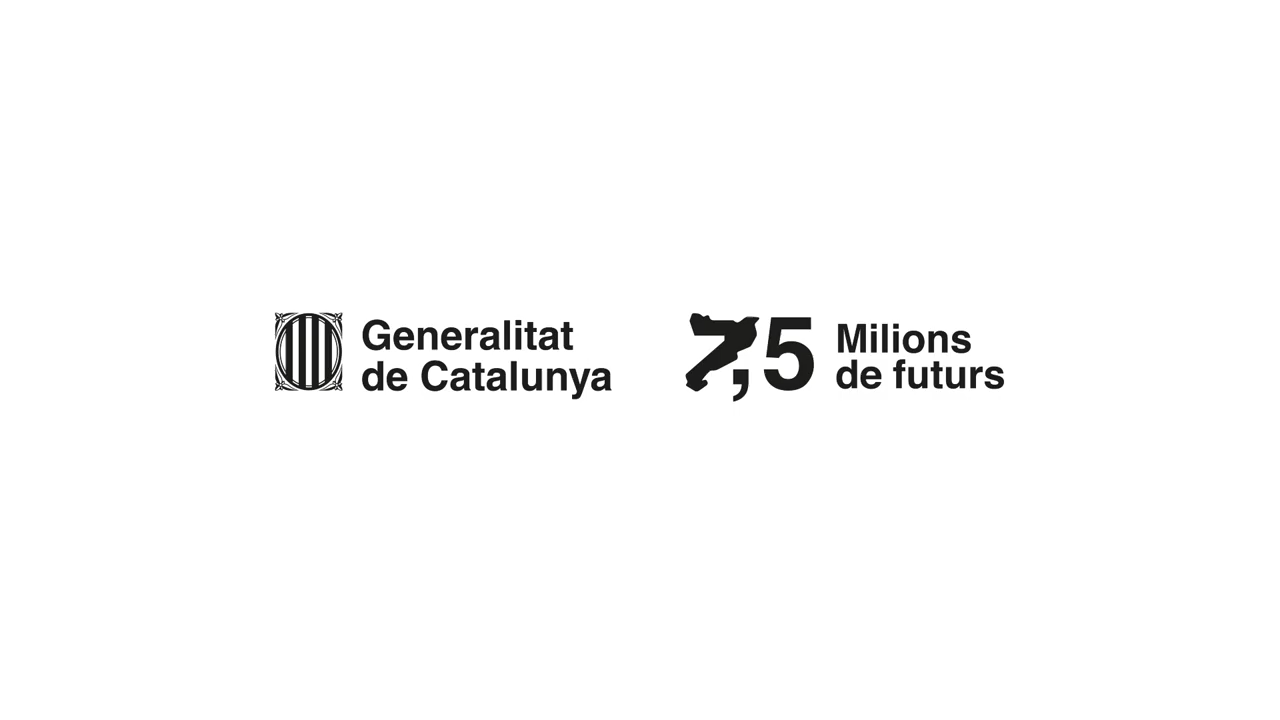 Generalitat
de Catalunya
7,5
Milions
de futurs